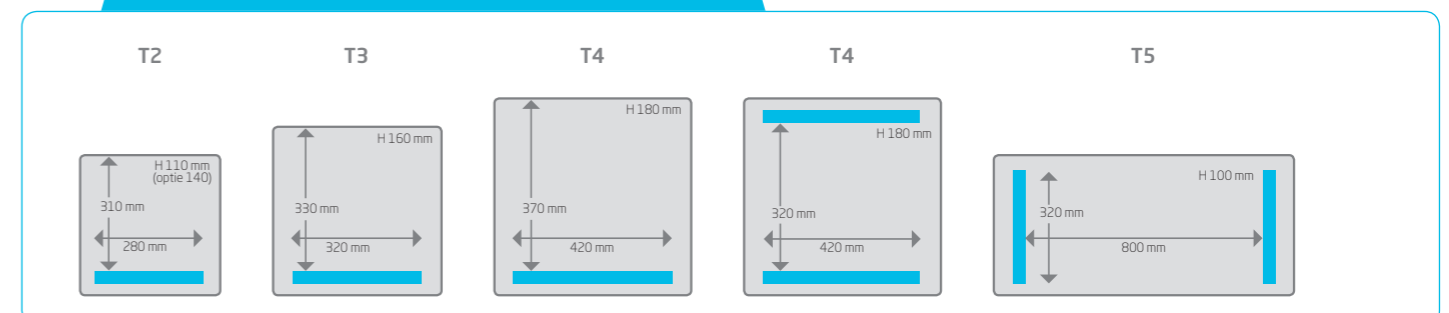 T2
T3
T4
T4
T5
H 110 mm
(optie 140)
310 mm
280 mm
H 160 mm
330 mm
320 mm
H 180 mm
370 mm
420 mm
H 180 mm
320 mm
420 mm
H 100 mm
320 mm
800 mm